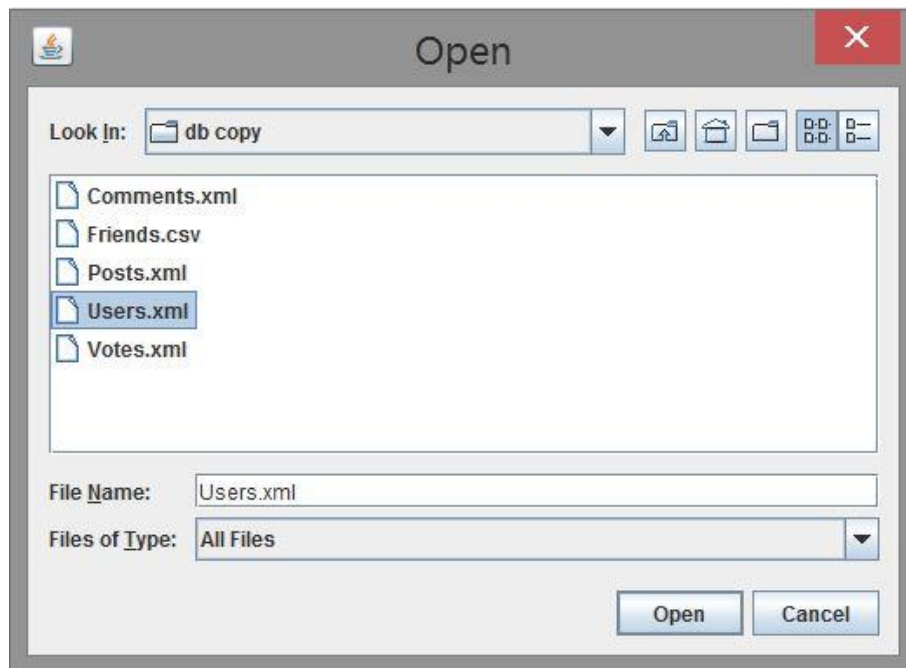 Open
Look In: db copy
Comments.xml
Friends.csv
Posts.xml
Users.xml
Votes.xml
File Name: Users.xml
Files of Type: All Files
Open Cancel